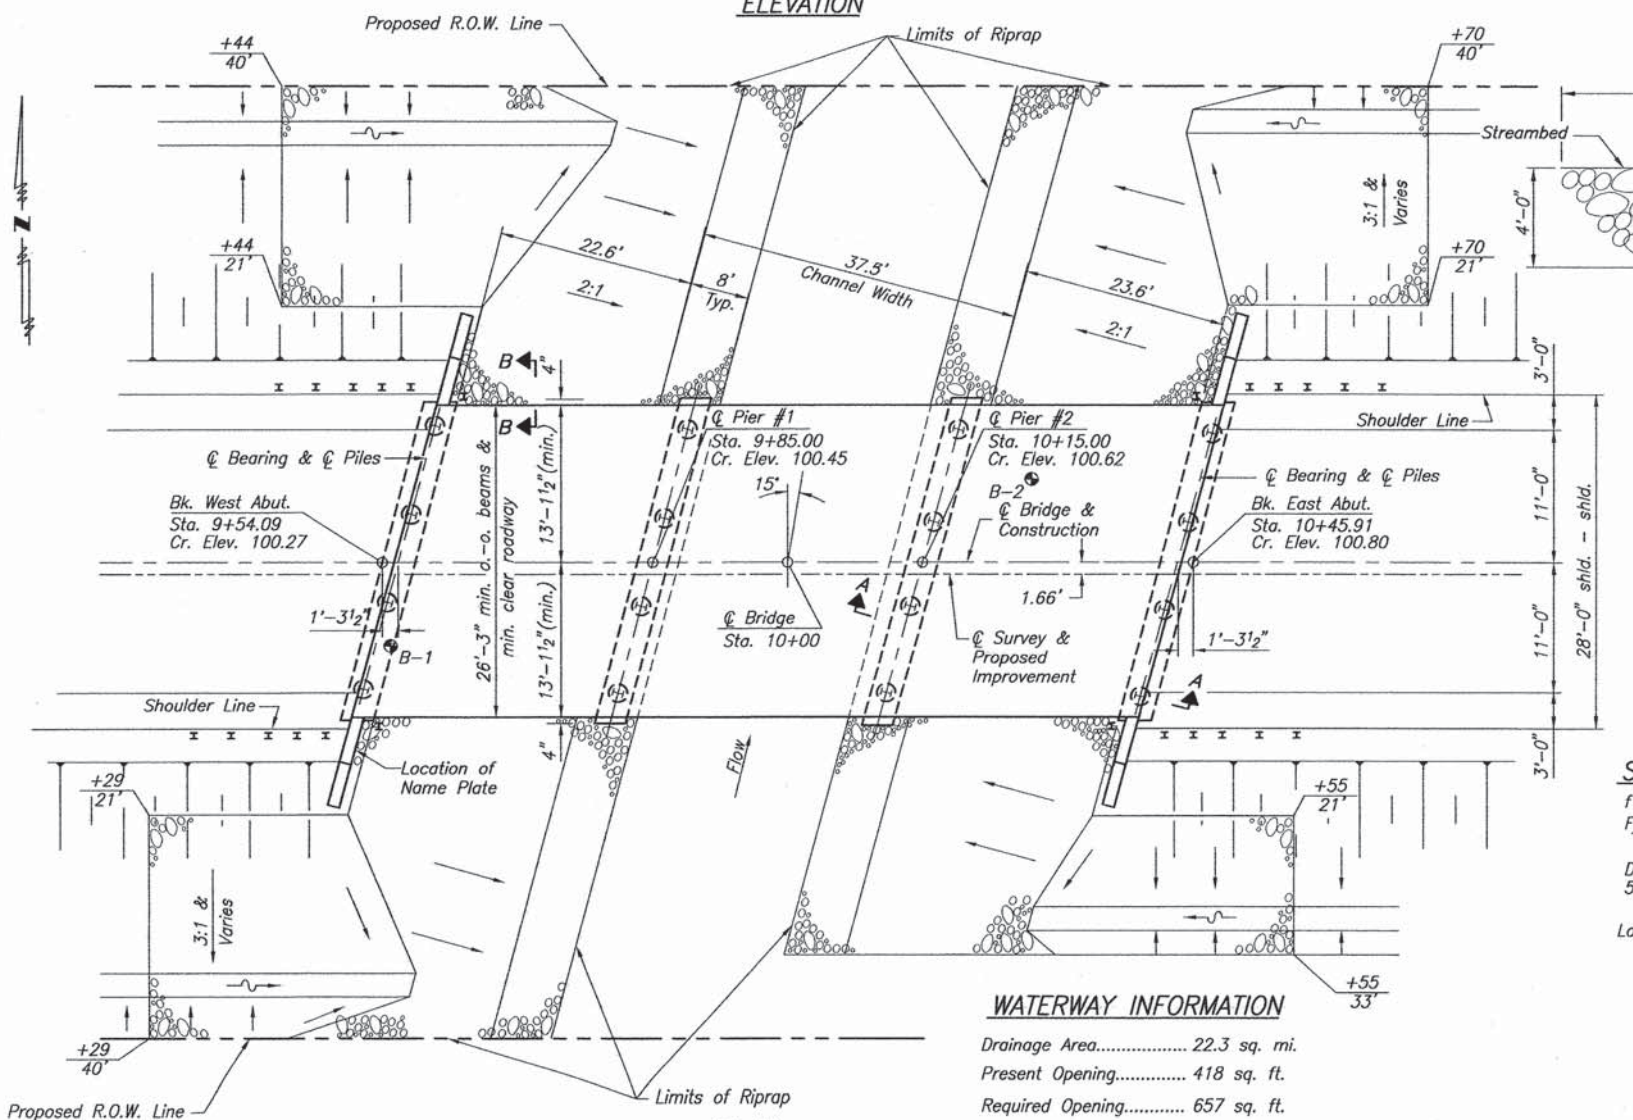 ELEVATION
Proposed R.O.W. Line
Limits of Riprap
+44
40'
+70
40'
Streambed
4'-0"
N
3:1 &
Varies
+44
21'
+70
21'
22.6'
8'
Typ.
37.5'
Channel Width
23.6'
2:1
2:1
B
4"
B
3'-0"
Shoulder Line
℄ Pier #1
Sta. 9+85.00
Cr. Elev. 100.45
℄ Pier #2
Sta. 10+15.00
Cr. Elev. 100.62
℄ Bearing & ℄ Piles
15°
B-2
℄ Bridge &
Construction
℄ Bearing & ℄ Piles
Bk. West Abut.
Sta. 9+54.09
Cr. Elev. 100.27
Bk. East Abut.
Sta. 10+45.91
Cr. Elev. 100.80
26'-3" min. o.-o. beams &
min. clear roadway
13'-1 1/2" (min.)
13'-1 1/2" (min.)
11'-0"
11'-0"
28'-0" shld. - shld.
1'-3 1/2"
B-1
℄ Bridge
Sta. 10+00
A
1.66'
℄ Survey &
Proposed
Improvement
1'-3 1/2"
A
Shoulder Line
4"
Flow
3'-0"
Location of
Name Plate
+29
21'
+55
21'
3:1 &
Varies
+55
33'
+29
40'
Proposed R.O.W. Line
Limits of Riprap
WATERWAY INFORMATION
Drainage Area................. 22.3 sq. mi.
Present Opening............. 418 sq. ft.
Required Opening............ 657 sq. ft.